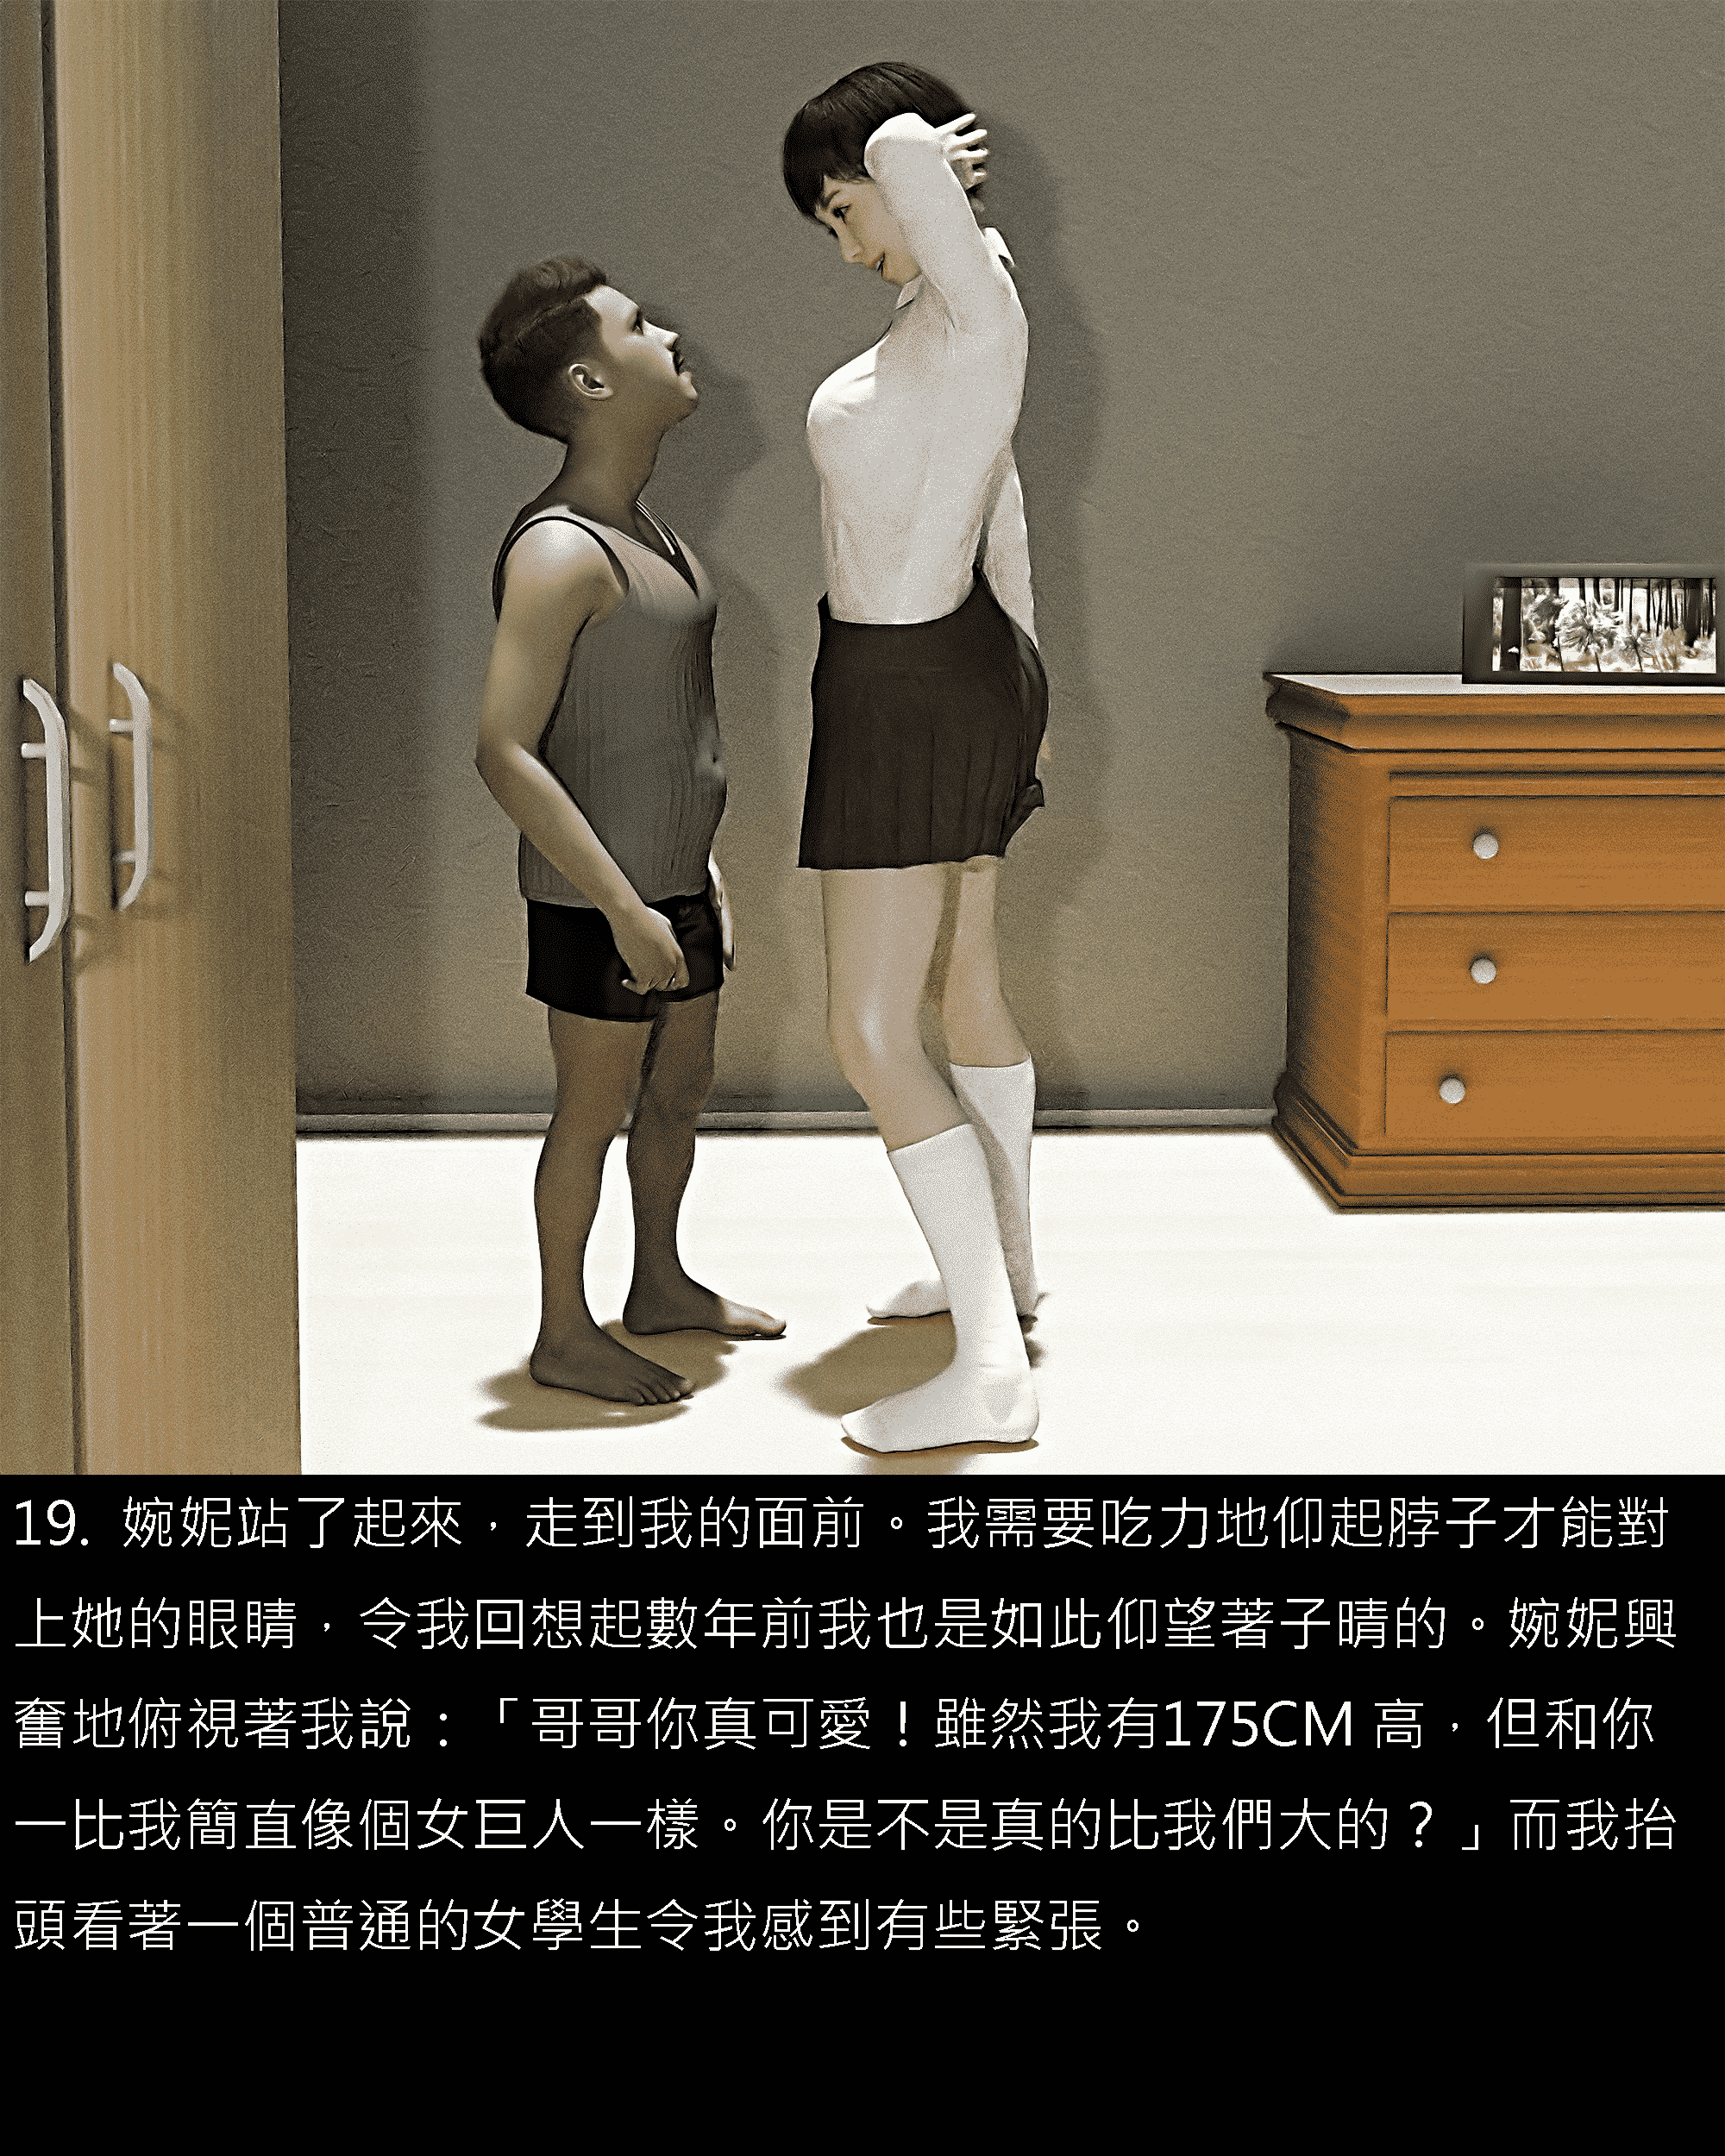 19. 婉妮站了起來，走到我的面前。我需要吃力地仰起脖子才能對
上她的眼睛，令我回想起數年前我也是如此仰望著子晴的。婉妮興
奮地俯視著我說：「哥哥你真可愛！雖然我有175CM 高，但和你
一比我簡直像個女巨人一樣。你是不是真的比我們大的？」而我抬
頭看著一個普通的女學生令我感到有些緊張。